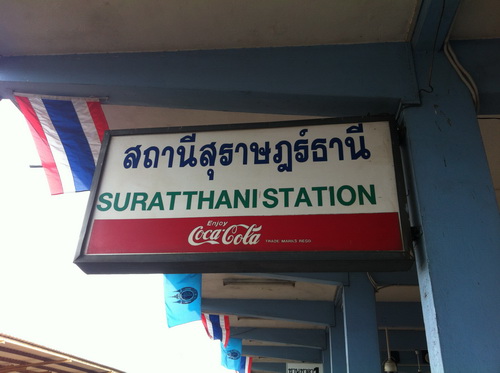 สถานีสุราษฎร์ธานี
SURATTHANI STATION
Enjoy
Coca-Cola
TRADE-MARKS REGD